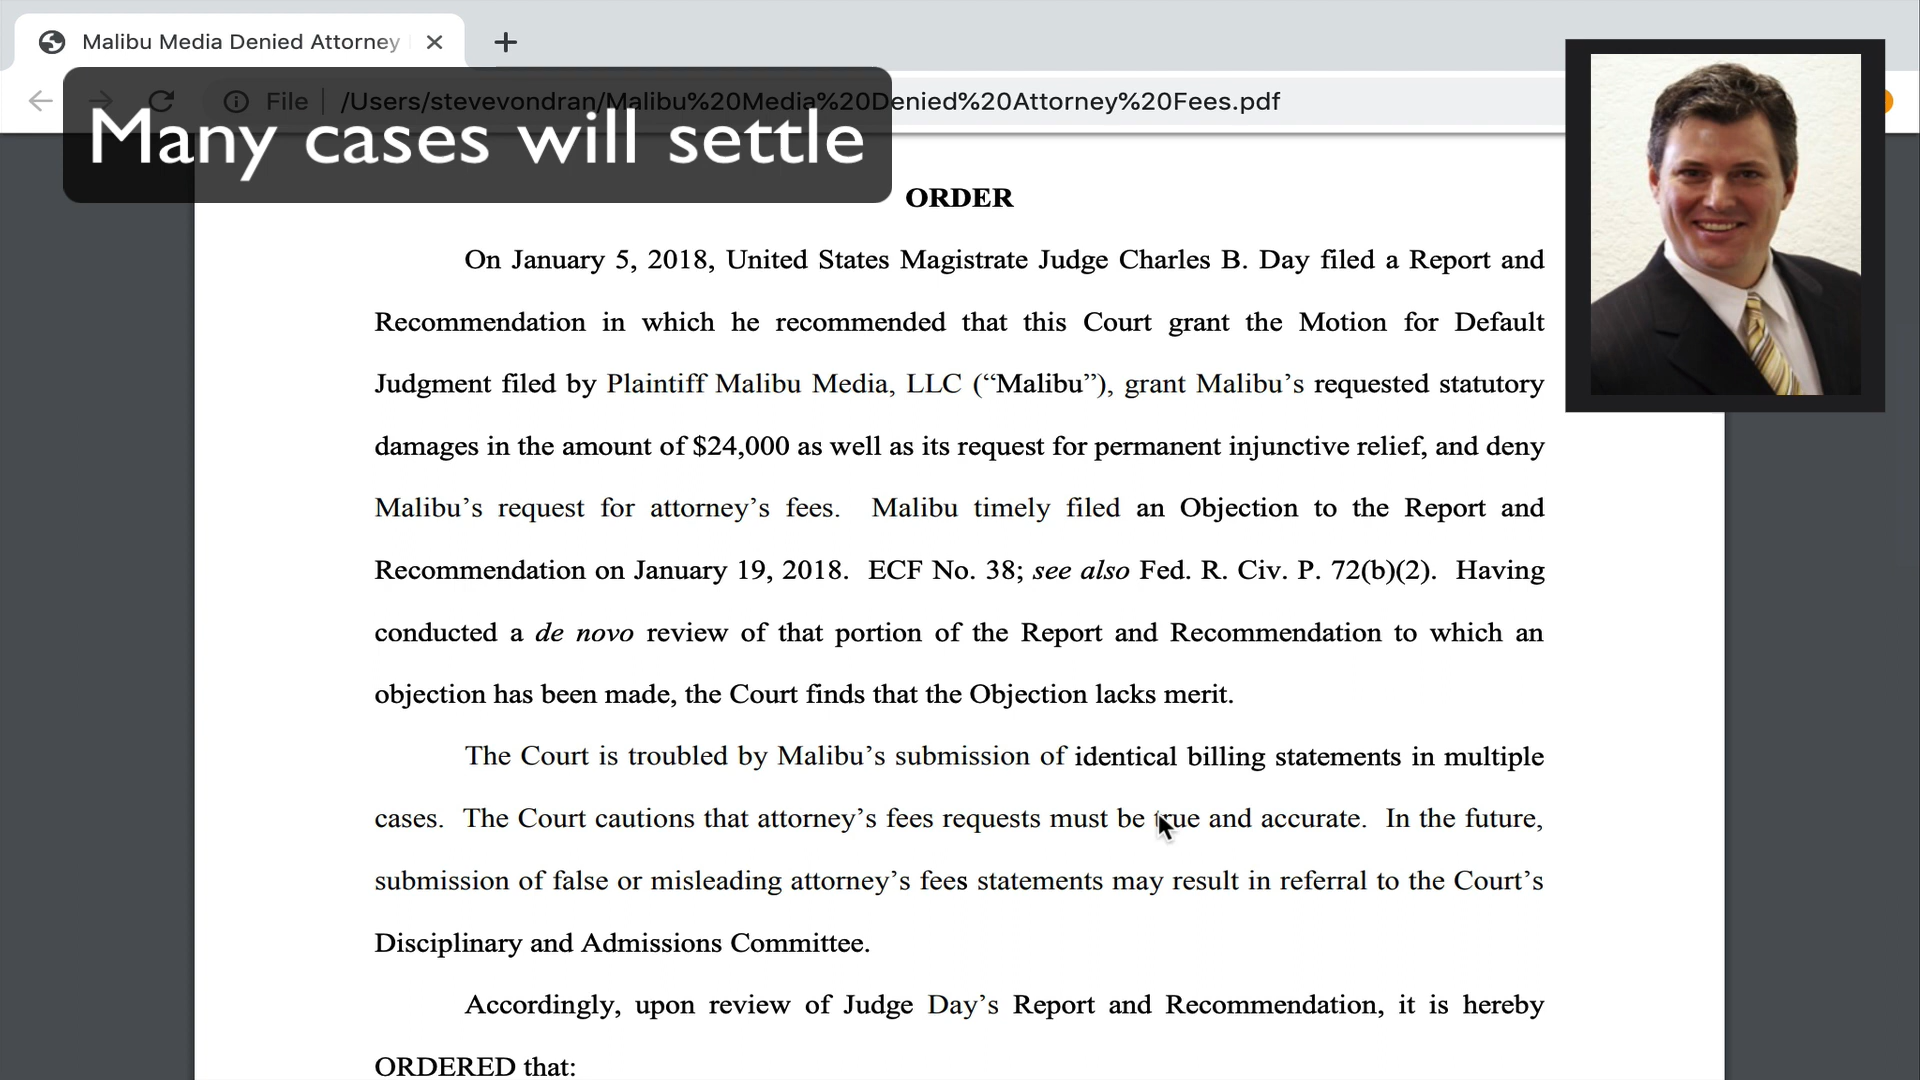 Malibu Media Denied Attorney
File /Users/stevevondran/Malibu%20Media%20Denied%20Attorney%20Fees.pdf
Many cases will settle
ORDER
On January 5, 2018, United States Magistrate Judge Charles B. Day filed a Report and
Recommendation in which he recommended that this Court grant the Motion for Default
Judgment filed by Plaintiff Malibu Media, LLC (“Malibu”), grant Malibu’s requested statutory
damages in the amount of $24,000 as well as its request for permanent injunctive relief, and deny
Malibu’s request for attorney’s fees. Malibu timely filed an Objection to the Report and
Recommendation on January 19, 2018. ECF No. 38; see also Fed. R. Civ. P. 72(b)(2). Having
conducted a de novo review of that portion of the Report and Recommendation to which an
objection has been made, the Court finds that the Objection lacks merit.
The Court is troubled by Malibu’s submission of identical billing statements in multiple
cases. The Court cautions that attorney’s fees requests must be true and accurate. In the future,
submission of false or misleading attorney’s fees statements may result in referral to the Court’s
Disciplinary and Admissions Committee.
Accordingly, upon review of Judge Day’s Report and Recommendation, it is hereby
ORDERED that: